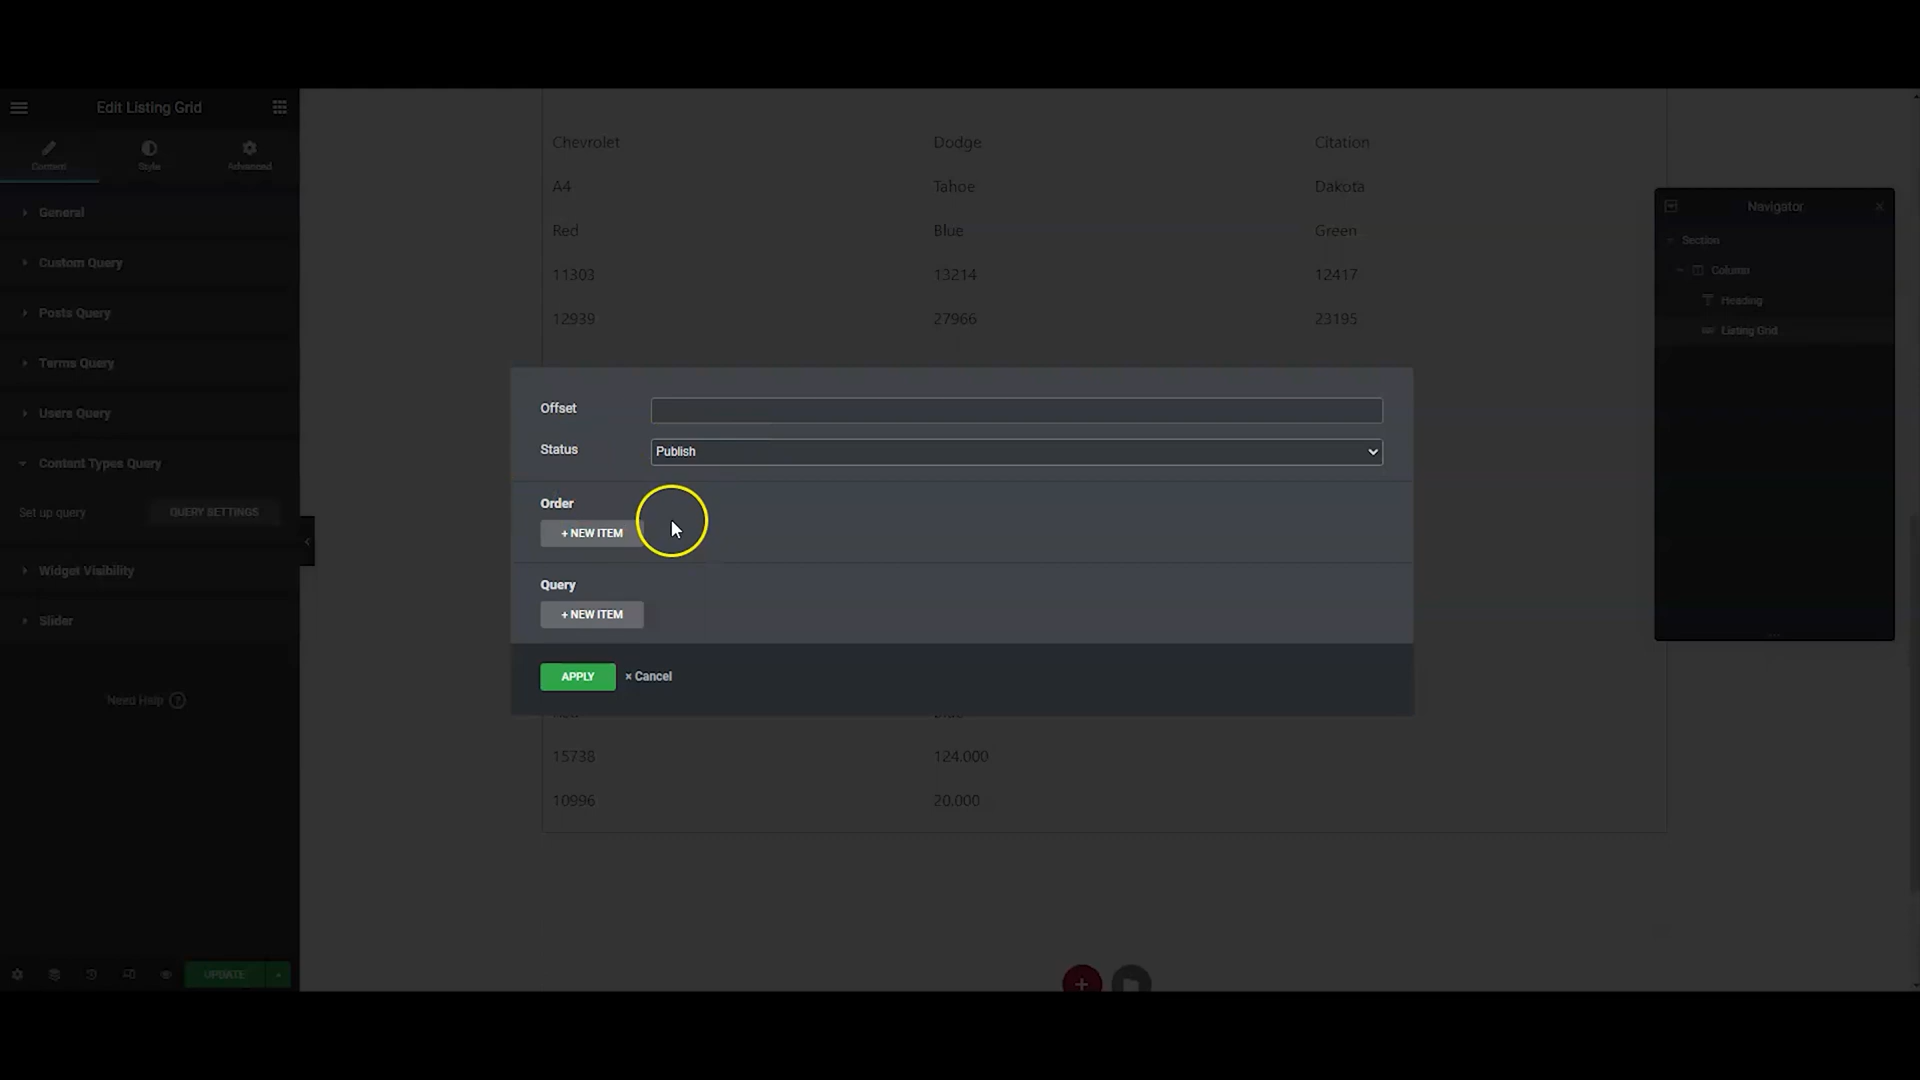 Edit Listing Grid
Content
Style
Advanced
General
Custom Query
Posts Query
Terms Query
Users Query
Content Types Query
Set up query
QUERY SETTINGS
Widget Visibility
Slider
Need Help ?
UPDATE
Chevrolet Dodge Citation
A4 Tahoe Dakota
Red Blue Green
11303 13214 12417
12939 27966 23195
Offset
Status Publish
Order
+ NEW ITEM
Query
+ NEW ITEM
APPLY × Cancel
15738 124.000
10996 20.000
Navigator
Section
Column
Heading
Listing Grid